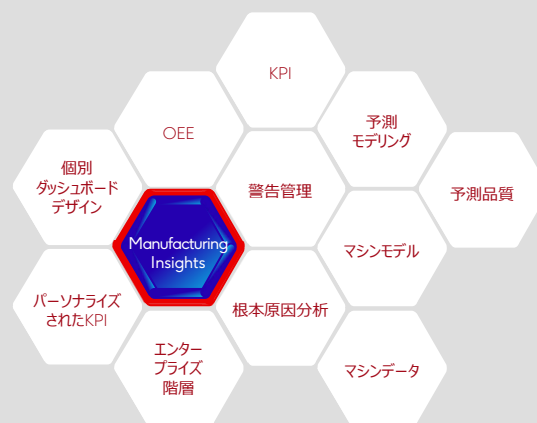 KPI
OEE
予測
モデリング
個別
ダッシュボード
デザイン
警告管理
予測品質
Manufacturing
Insights
マシンモデル
パーソナライズ
されたKPI
根本原因分析
エンター
プライズ
階層
マシンデータ